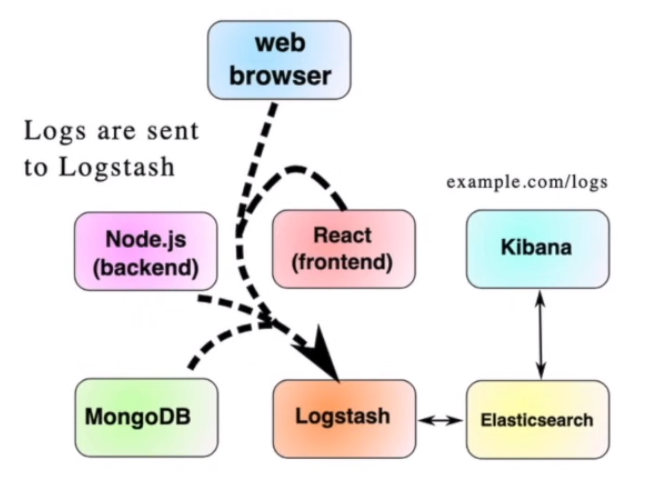 web
browser
Logs are sent
to Logstash
example.com/logs
Node.js
(backend)
React
(frontend)
Kibana
MongoDB
Logstash
Elasticsearch